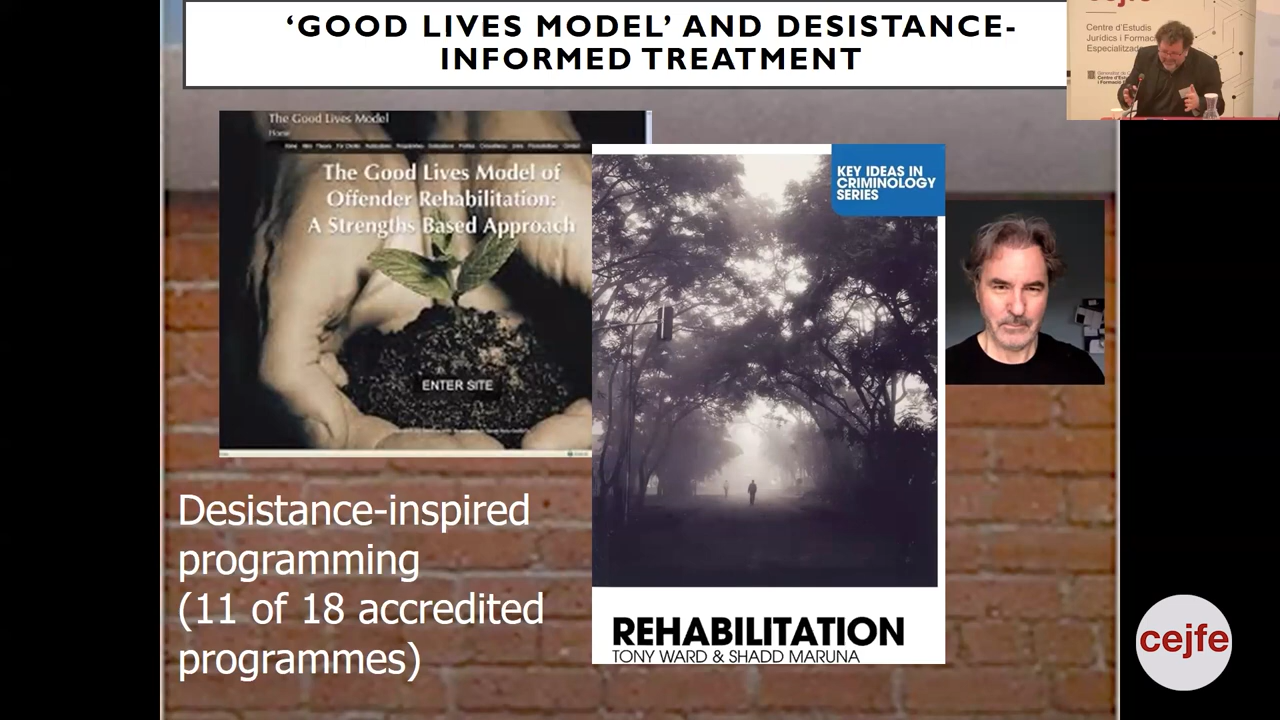 ‘GOOD LIVES MODEL’ AND DESISTANCE-
INFORMED TREATMENT
Centre d'Estudis
Jurídics i Formació
Especialitzada
The Good Lives Model
Home
The Good Lives Model of
Offender Rehabilitation:
A Strengths Based Approach
ENTER SITE
KEY IDEAS IN
CRIMINOLOGY
SERIES
Desistance-inspired
programming
(11 of 18 accredited
programmes)
REHABILITATION
TONY WARD & SHADD MARUNA
cejfe